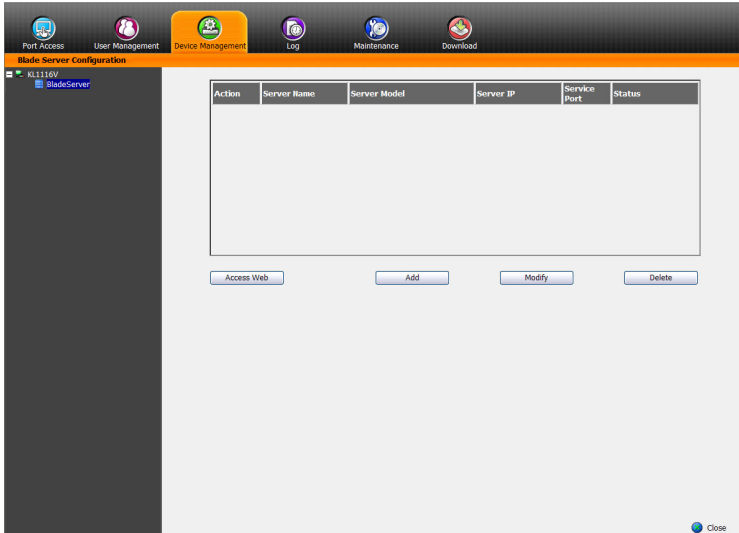 Port Access User Management Device Management Log Maintenance Download
Blade Server Configuration
KL1116V
BladeServer
Action Server Name Server Model Server IP Service Port Status
Access Web Add Modify Delete
Close